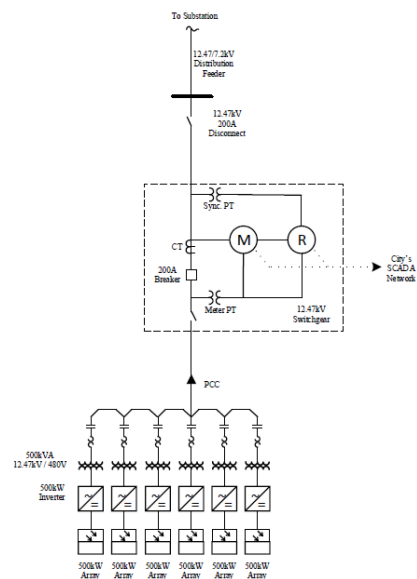 To Substation
12.47/7.2kV
Distribution
Feeder
12.47kV
200A
Disconnect
Sync. PT
CT
M
R
200A
Breaker
City's
SCADA
Network
Meter PT
12.47kV
Switchgear
PCC
500kVA
12.47kV / 480V
500kW
Inverter
500kW
Array
500kW
Array
500kW
Array
500kW
Array
500kW
Array
500kW
Array